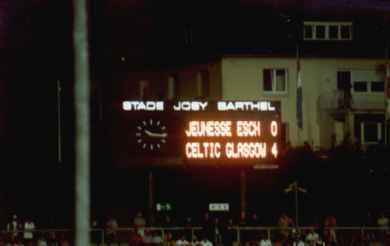 STADE JOSY BARTHEL
JEUNESSE ESCH 0
CELTIC GLASGOW 4